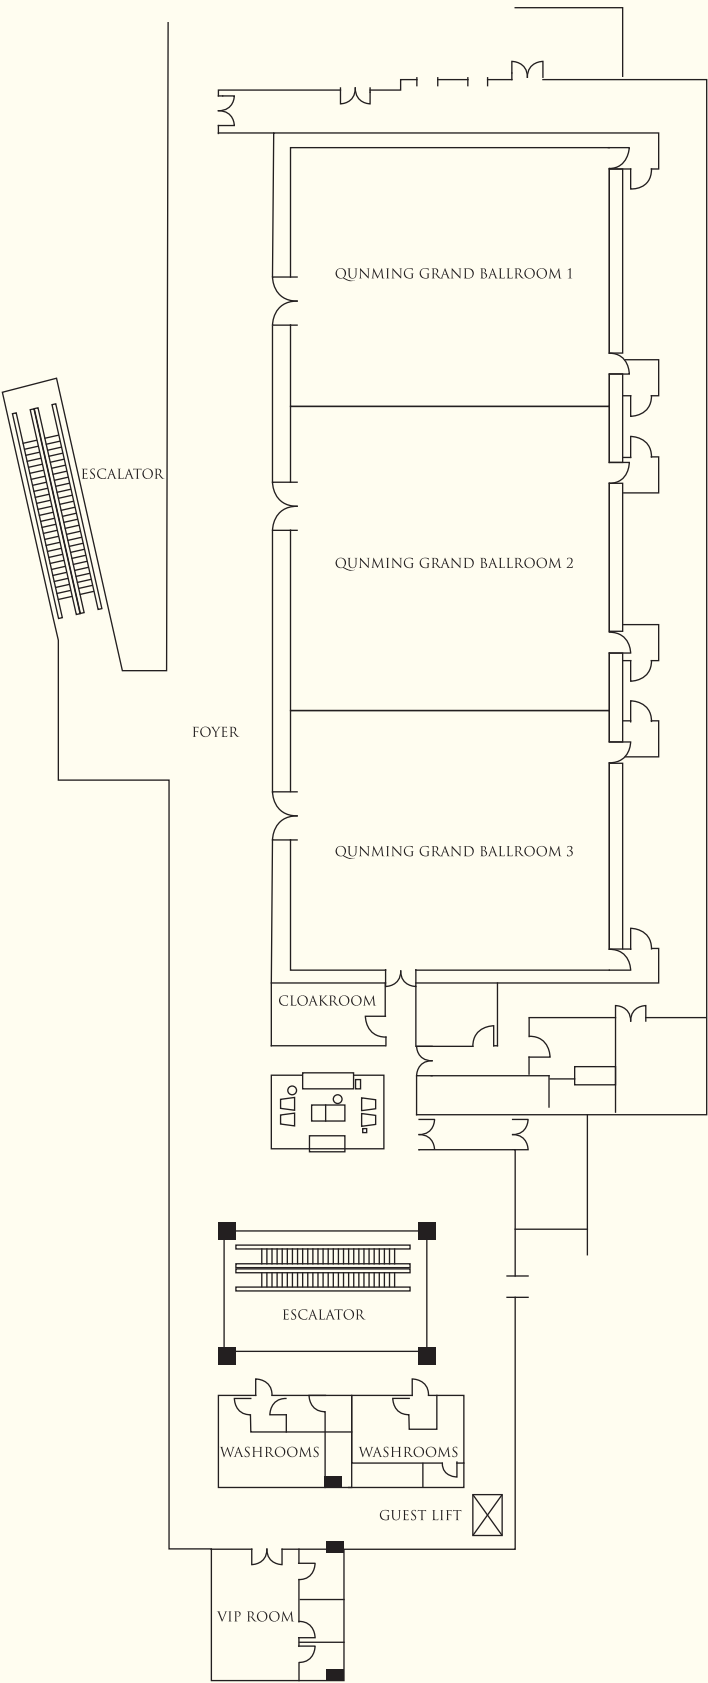 QUNMING GRAND BALLROOM 1
ESCALATOR
QUNMING GRAND BALLROOM 2
FOYER
QUNMING GRAND BALLROOM 3
CLOAKROOM
ESCALATOR
WASHROOMS
WASHROOMS
GUEST LIFT
VIP ROOM